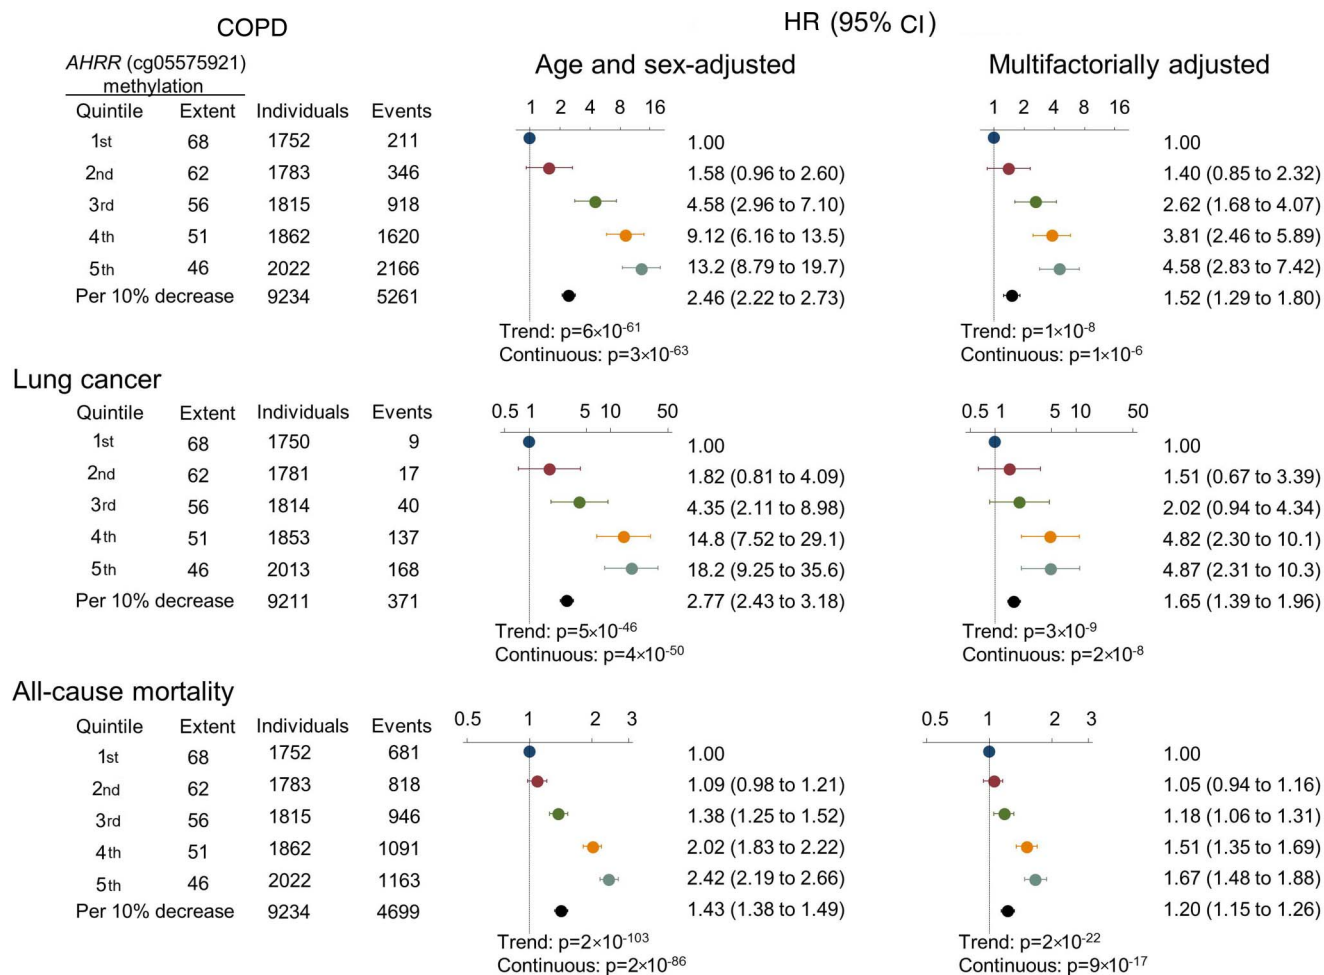 COPD
HR (95% CI)
AHRR (cg05575921)
methylation
Age and sex-adjusted
Multifactorially adjusted
Quintile Extent Individuals Events
1 2 4 8 16
1 2 4 8 16
1st 68 1752 211 1.00 1.00
2nd 62 1783 346 1.58 (0.96 to 2.60) 1.40 (0.85 to 2.32)
3rd 56 1815 918 4.58 (2.96 to 7.10) 2.62 (1.68 to 4.07)
4th 51 1862 1620 9.12 (6.16 to 13.5) 3.81 (2.46 to 5.89)
5th 46 2022 2166 13.2 (8.79 to 19.7) 4.58 (2.83 to 7.42)
Per 10% decrease 9234 5261 2.46 (2.22 to 2.73) 1.52 (1.29 to 1.80)
Trend: p=6×10-61 Trend: p=1×10-8
Continuous: p=3×10-63 Continuous: p=1×10-6
Lung cancer
Quintile Extent Individuals Events
0.5 1 5 10 50
0.5 1 5 10 50
1st 68 1750 9 1.00 1.00
2nd 62 1781 17 1.82 (0.81 to 4.09) 1.51 (0.67 to 3.39)
3rd 56 1814 40 4.35 (2.11 to 8.98) 2.02 (0.94 to 4.34)
4th 51 1853 137 14.8 (7.52 to 29.1) 4.82 (2.30 to 10.1)
5th 46 2013 168 18.2 (9.25 to 35.6) 4.87 (2.31 to 10.3)
Per 10% decrease 9211 371 2.77 (2.43 to 3.18) 1.65 (1.39 to 1.96)
Trend: p=5×10-46 Trend: p=3×10-9
Continuous: p=4×10-50 Continuous: p=2×10-8
All-cause mortality
Quintile Extent Individuals Events
0.5 1 2 3
0.5 1 2 3
1st 68 1752 681 1.00 1.00
2nd 62 1783 818 1.09 (0.98 to 1.21) 1.05 (0.94 to 1.16)
3rd 56 1815 946 1.38 (1.25 to 1.52) 1.18 (1.06 to 1.31)
4th 51 1862 1091 2.02 (1.83 to 2.22) 1.51 (1.35 to 1.69)
5th 46 2022 1163 2.42 (2.19 to 2.66) 1.67 (1.48 to 1.88)
Per 10% decrease 9234 4699 1.43 (1.38 to 1.49) 1.20 (1.15 to 1.26)
Trend: p=2×10-103 Trend: p=2×10-22
Continuous: p=2×10-86 Continuous: p=9×10-17